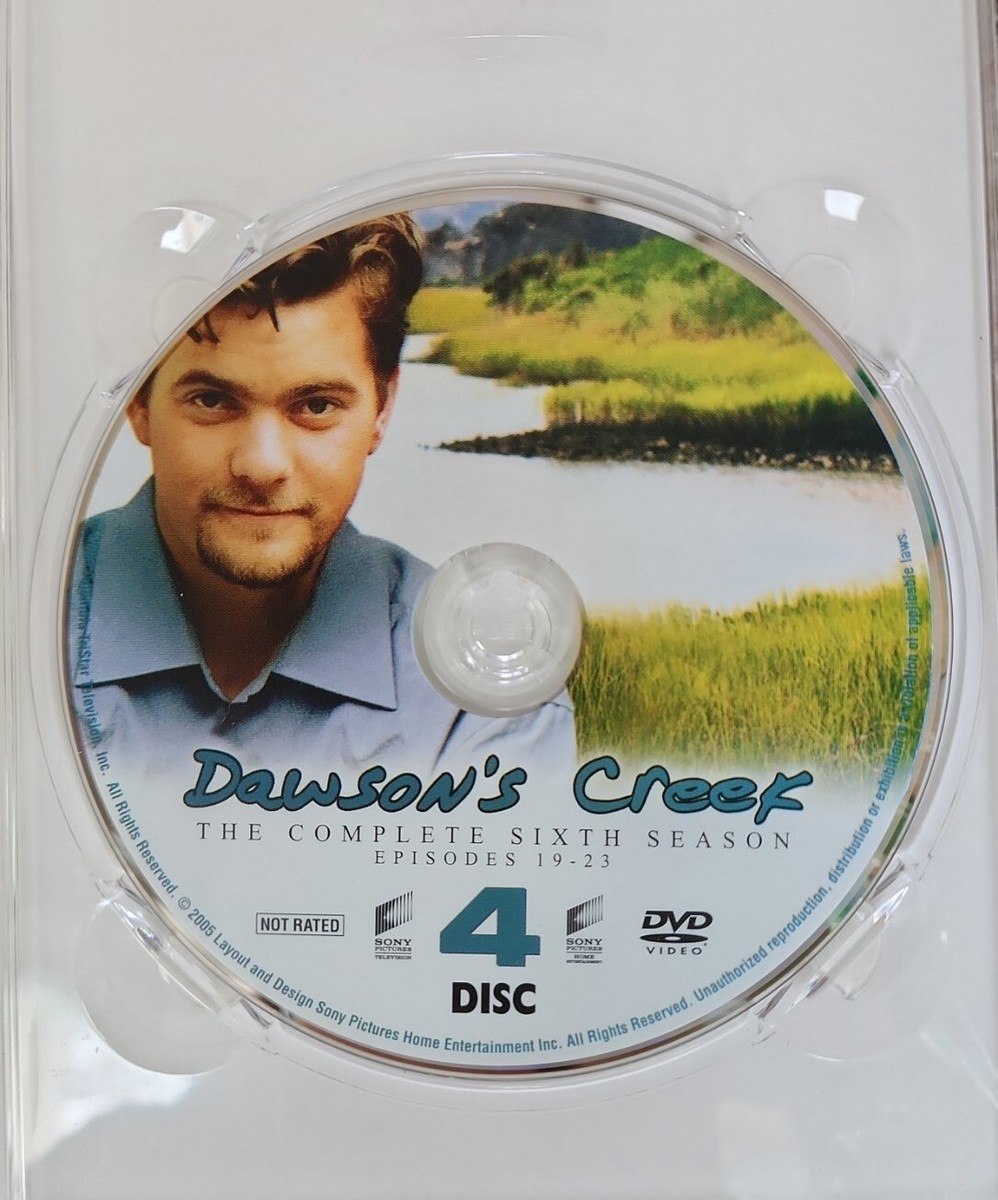 Dawson's Creek
THE COMPLETE SIXTH SEASON
EPISODES 19-23
NOT RATED
SONY
PICTURES
TELEVISION
4
DISC
SONY
PICTURES
HOME
ENTERTAINMENT
DVD
VIDEO
TriStar Television, Inc. All Rights Reserved. © 2005 Layout and Design Sony Pictures Home Entertainment Inc. All Rights Reserved. Unauthorized reproduction, distribution or exhibition is a violation of applicable laws.